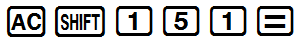 AC SHIFT 1 5 1 =